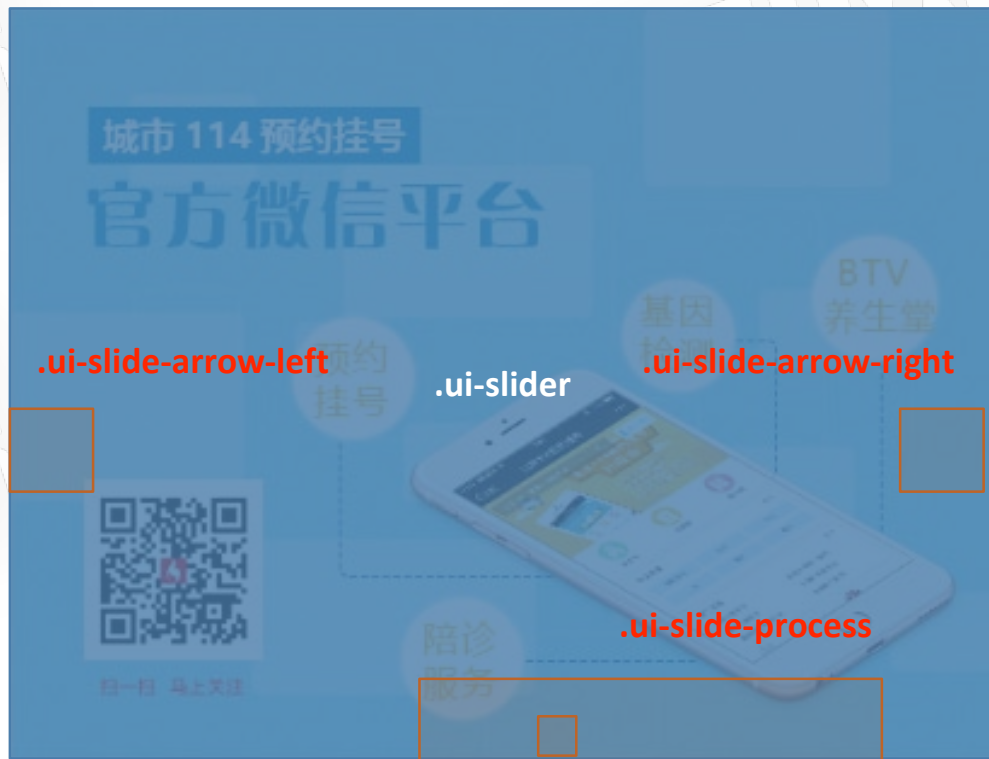 城市 114 预约挂号
官方微信平台
BTV
养生堂
基因
检测
预约
挂号
.ui-slide-arrow-left
.ui-slider
.ui-slide-arrow-right
陪诊
服务
.ui-slide-process
扫一扫 马上关注